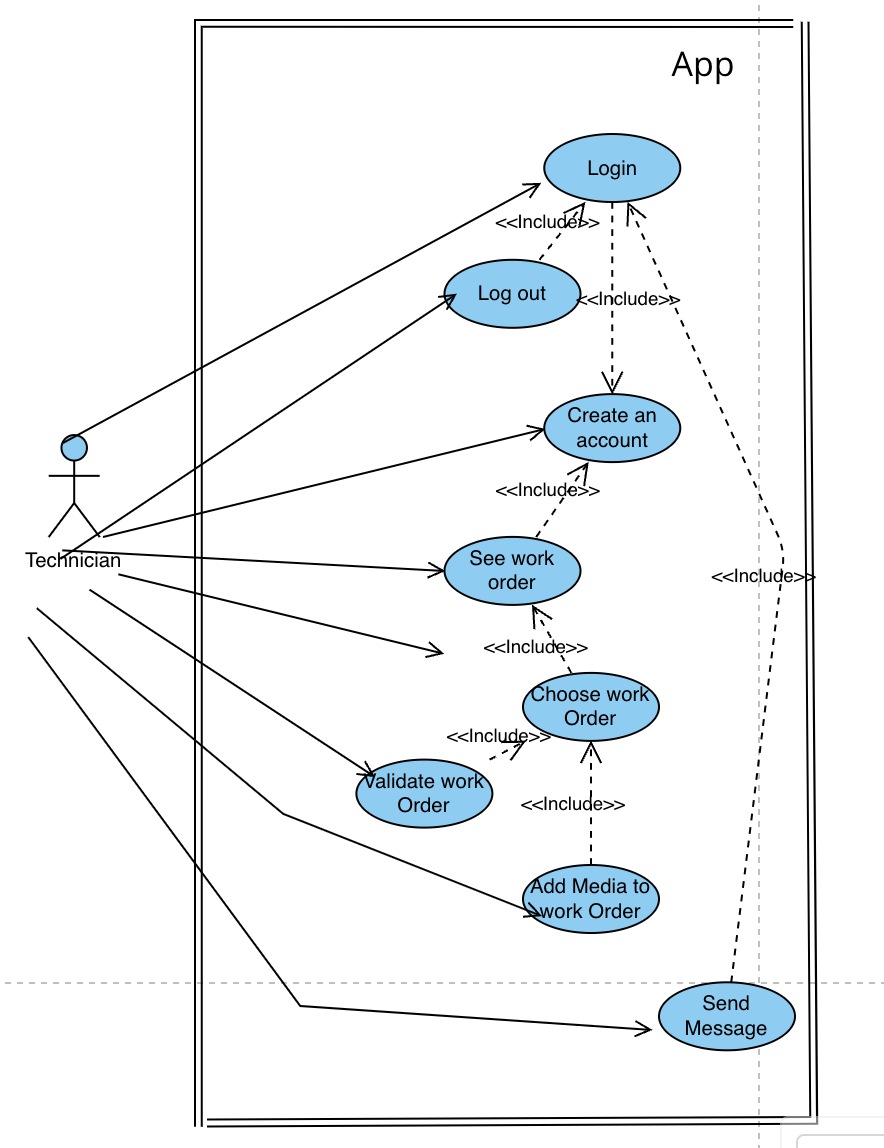 App
Login
<<Include>>
Log out
<<Include>>
Create an
account
<<Include>>
See work
order
Technician
<<Include>>
<<Include>>
Choose work
Order
<<Include>>
Validate work
Order
<<Include>>
Add Media to
work Order
Send
Message